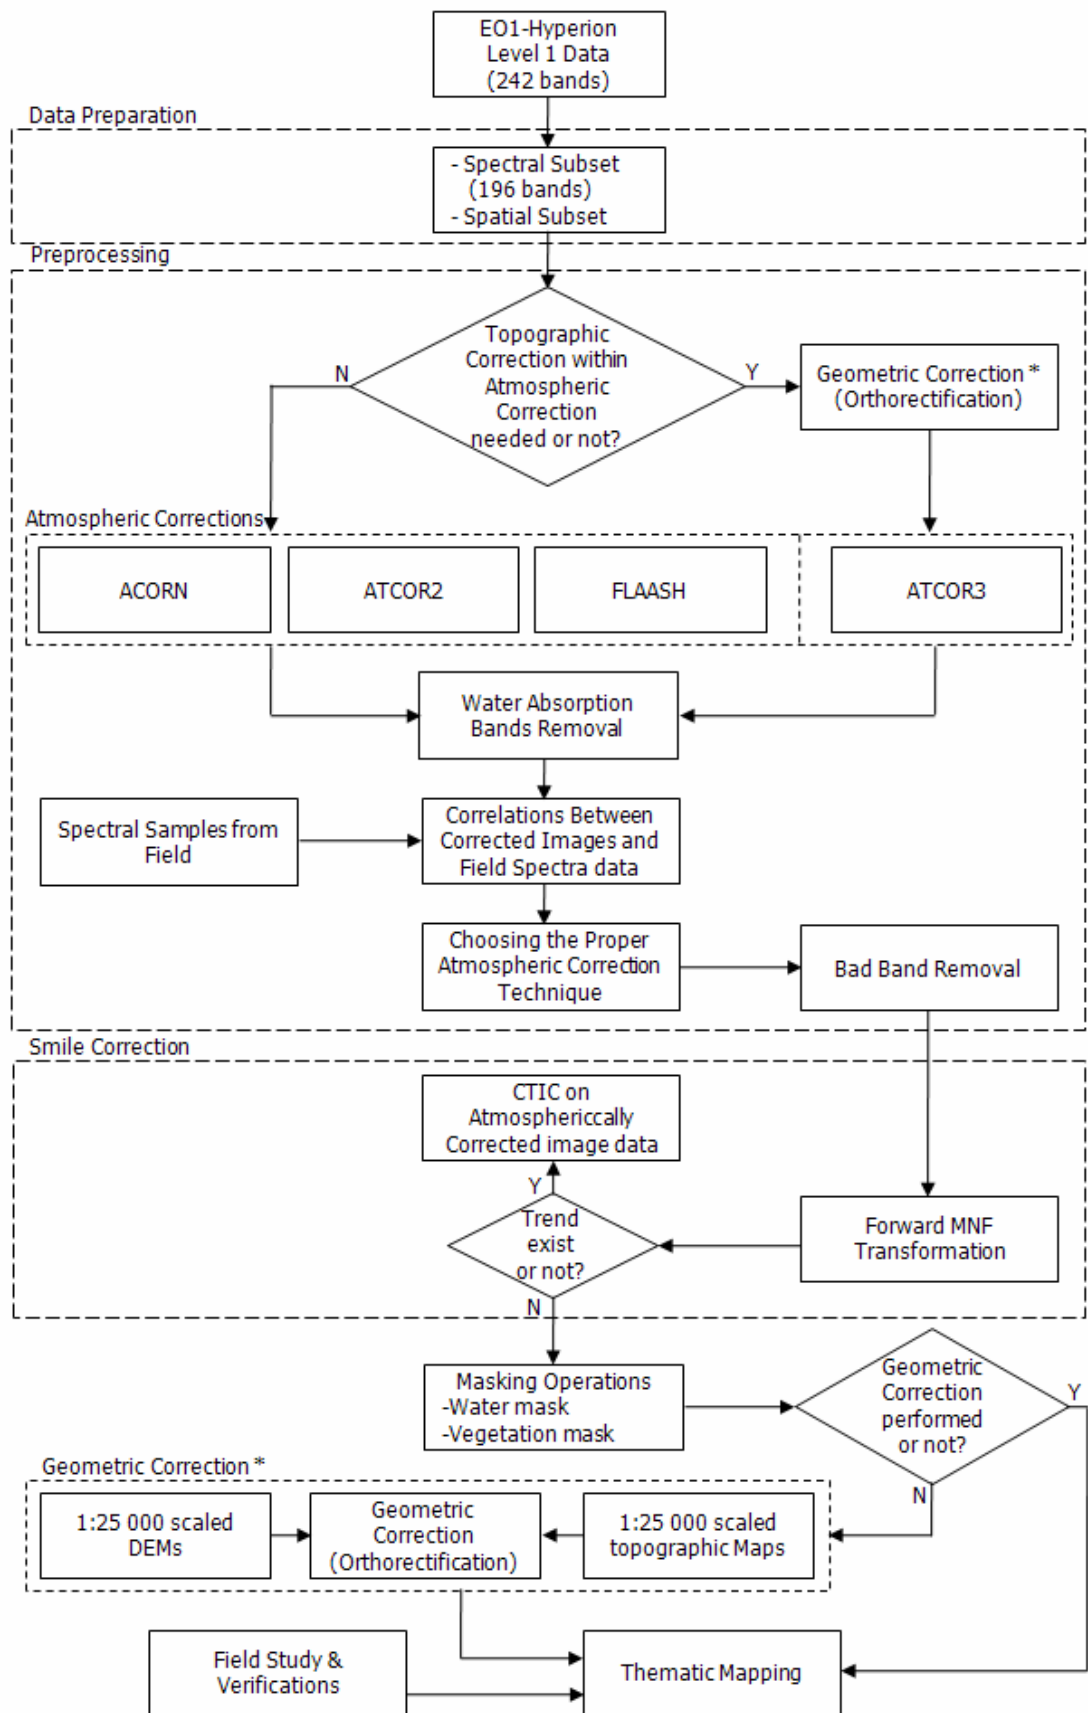 EO1-Hyperion
Level 1 Data
(242 bands)
Data Preparation
- Spectral Subset
(196 bands)
- Spatial Subset
Preprocessing
Topographic
Correction within
Atmospheric
Correction
needed or not?
N
Y
Geometric Correction *
(Orthorectification)
Atmospheric Corrections
ACORN
ATCOR2
FLAASH
ATCOR3
Water Absorption
Bands Removal
Spectral Samples from
Field
Correlations Between
Corrected Images and
Field Spectra data
Choosing the Proper
Atmospheric Correction
Technique
Bad Band Removal
Smile Correction
CTIC on
Atmosphericcally
Corrected image data
Y
Trend
exist
or not?
N
Forward MNF
Transformation
Masking Operations
-Water mask
-Vegetation mask
Geometric
Correction
performed
or not?
Y
N
Geometric Correction *
1:25 000 scaled
DEMs
Geometric
Correction
(Orthorectification)
1:25 000 scaled
topographic Maps
Field Study &
Verifications
Thematic Mapping